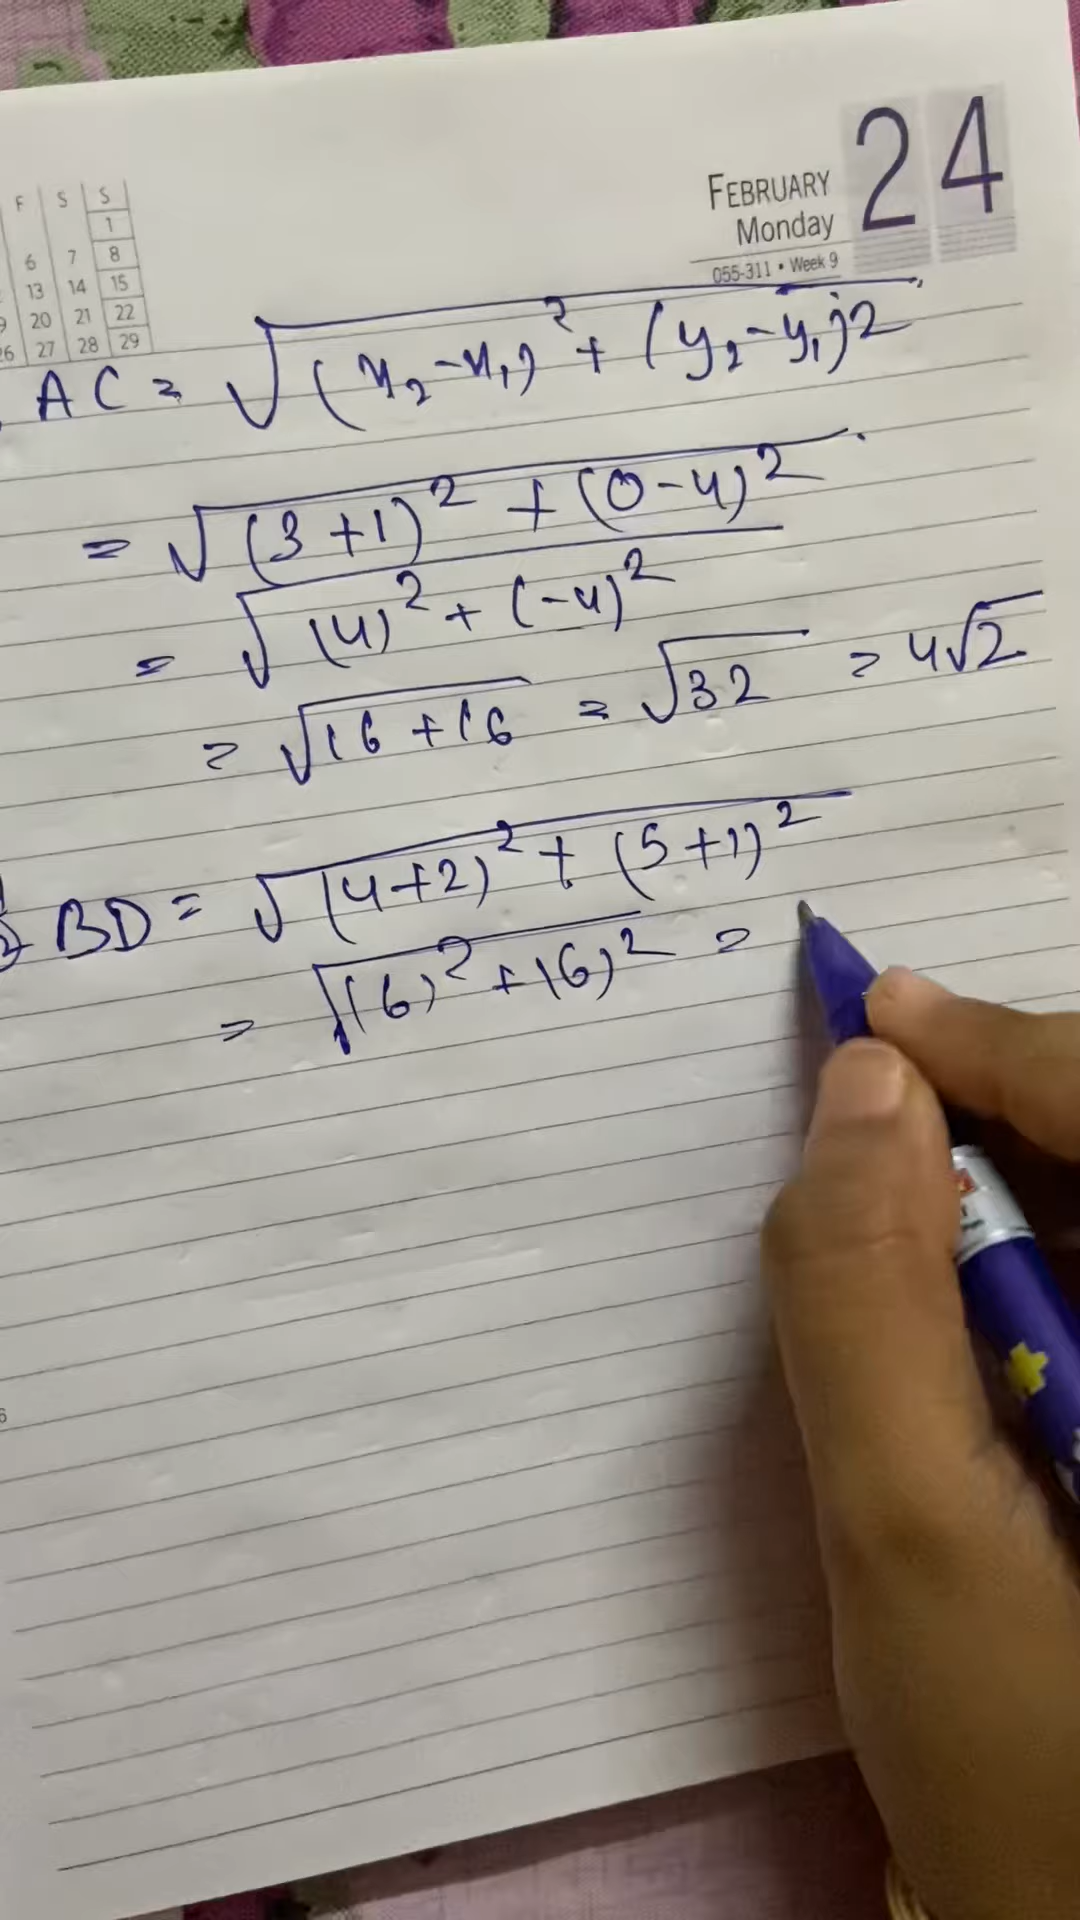 F S S
1
6 7 8
13 14 15
20 21 22
26 27 28 29
FEBRUARY 24
Monday
055-311 • Week 9
AC = √(x₂-x₁)² + (y₂-y₁)2
= √(3+1)² + (0-4)²
= √(4)² + (-4)²
= √16+16 = √32 = 4√2
BD = √(4+2)² + (5+1)²
= √(6)² + (6)² =